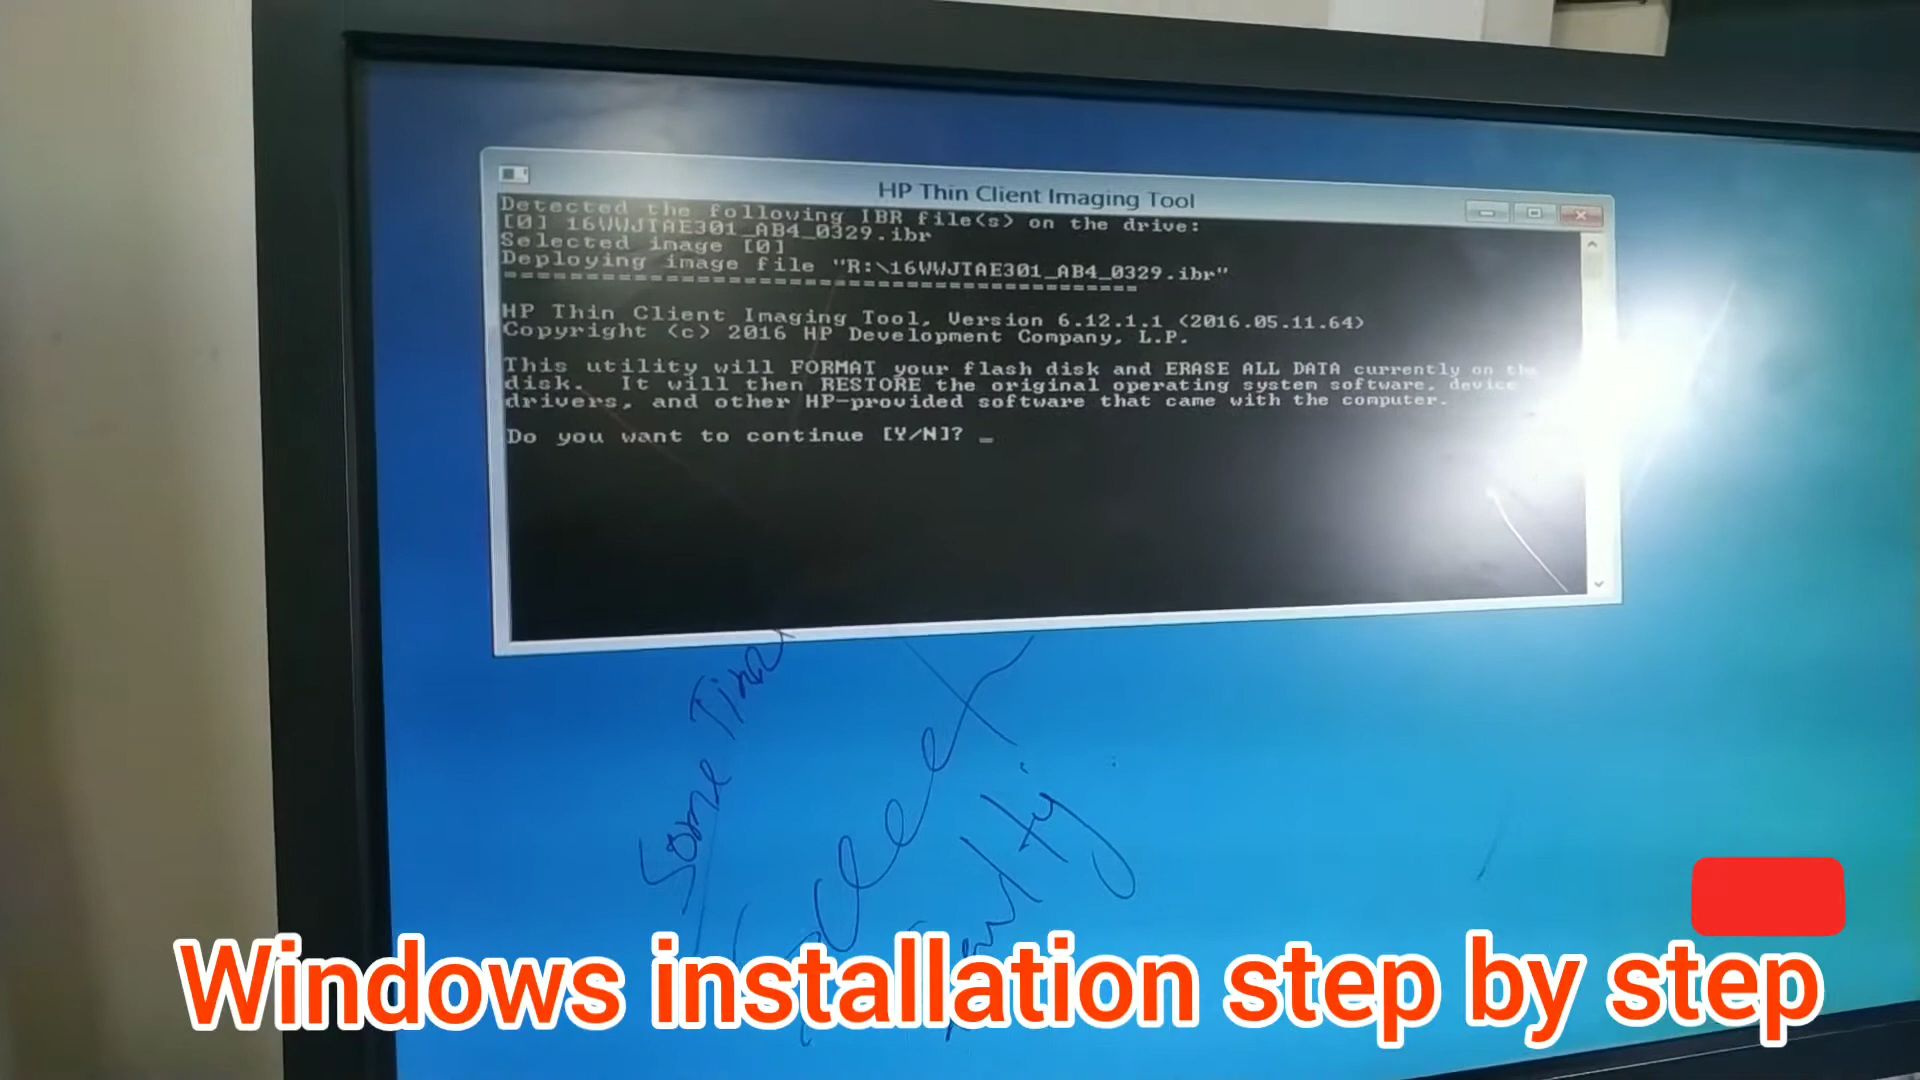 HP Thin Client Imaging Tool
Detected the following IBR file(s) on the drive:
[0] 16WWJTAE301_AB4_0329.ibr
Selected image [0]
Deploying image file "R:\16WWJTAE301_AB4_0329.ibr"
================================================
HP Thin Client Imaging Tool, Version 6.12.1.1 (2016.05.11.64)
Copyright (c) 2016 HP Development Company, L.P.
This utility will FORMAT your flash disk and ERASE ALL DATA currently on the
disk. It will then RESTORE the original operating system software, device
drivers, and other HP-provided software that came with the computer.
Do you want to continue [Y/N]? _
Some Time
Windows installation step by step